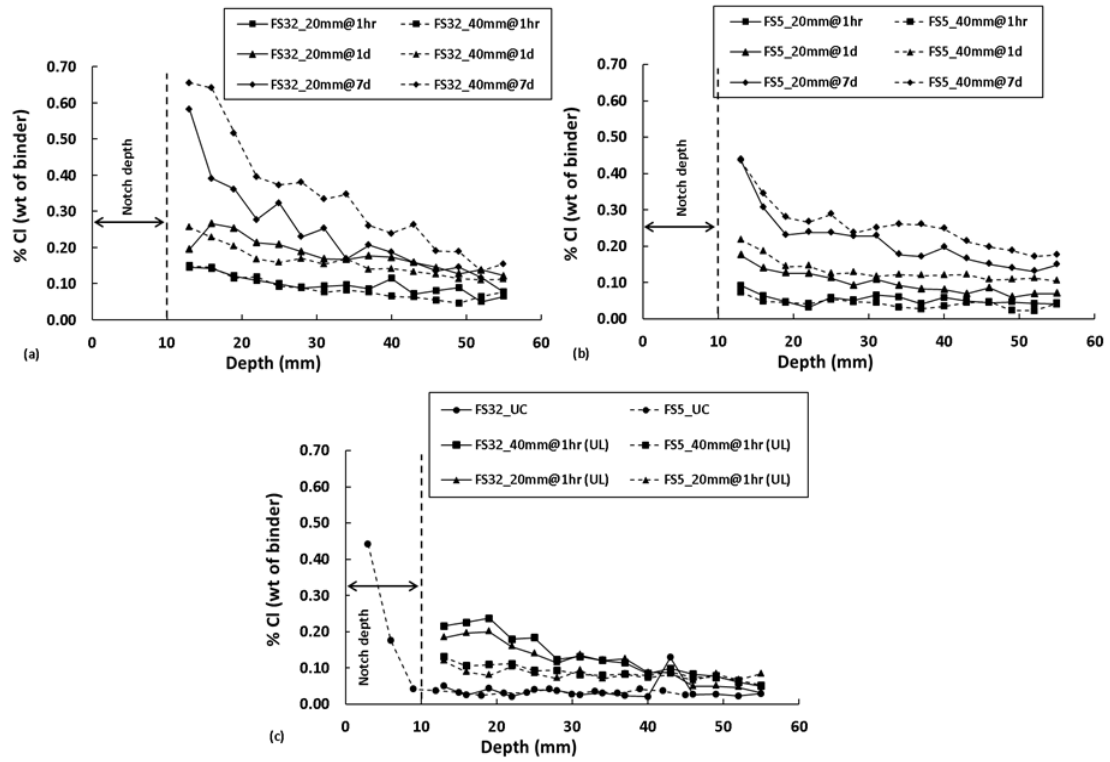 FS32_20mm@1hr FS32_40mm@1hr
FS32_20mm@1d FS32_40mm@1d
FS32_20mm@7d FS32_40mm@7d
% Cl (wt of binder)
0.70
0.60
0.50
0.40
0.30
0.20
0.10
0.00
Notch depth
0 10 20 30 40 50 60
Depth (mm)
(a)
FS5_20mm@1hr FS5_40mm@1hr
FS5_20mm@1d FS5_40mm@1d
FS5_20mm@7d FS5_40mm@7d
% Cl (wt of binder)
0.70
0.60
0.50
0.40
0.30
0.20
0.10
0.00
Notch depth
0 10 20 30 40 50 60
Depth (mm)
(b)
FS32_UC FS5_UC
FS32_40mm@1hr (UL) FS5_40mm@1hr (UL)
FS32_20mm@1hr (UL) FS5_20mm@1hr (UL)
% Cl (wt of binder)
0.70
0.60
0.50
0.40
0.30
0.20
0.10
0.00
Notch depth
0 10 20 30 40 50 60
Depth (mm)
(c)